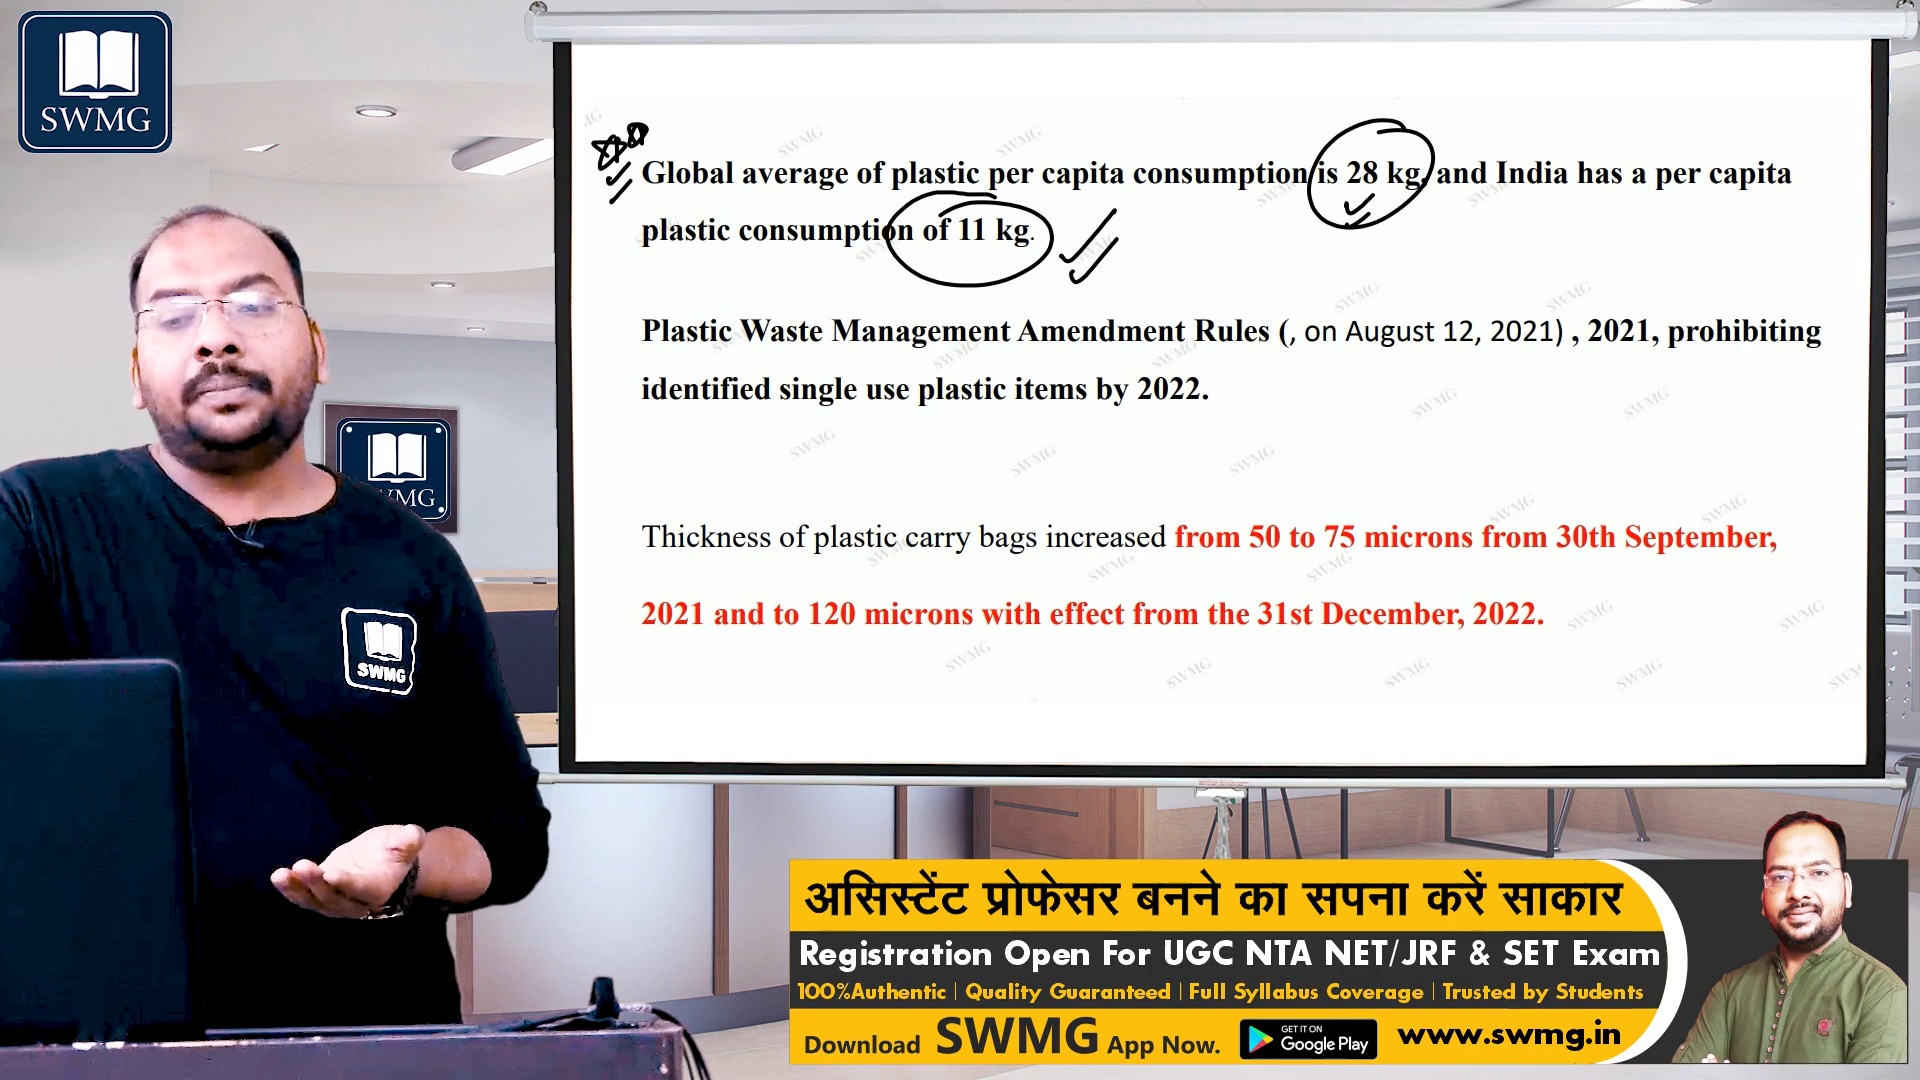 SWMG
Global average of plastic per capita consumption is 28 kg, and India has a per capita
plastic consumption of 11 kg.
Plastic Waste Management Amendment Rules (, on August 12, 2021) , 2021, prohibiting
identified single use plastic items by 2022.
Thickness of plastic carry bags increased from 50 to 75 microns from 30th September,
2021 and to 120 microns with effect from the 31st December, 2022.
SWMG
असिस्टेंट प्रोफेसर बनने का सपना करें साकार
Registration Open For UGC NTA NET/JRF & SET Exam
100%Authentic | Quality Guaranteed | Full Syllabus Coverage | Trusted by Students
Download SWMG App Now. GET IT ON Google Play www.swmg.in